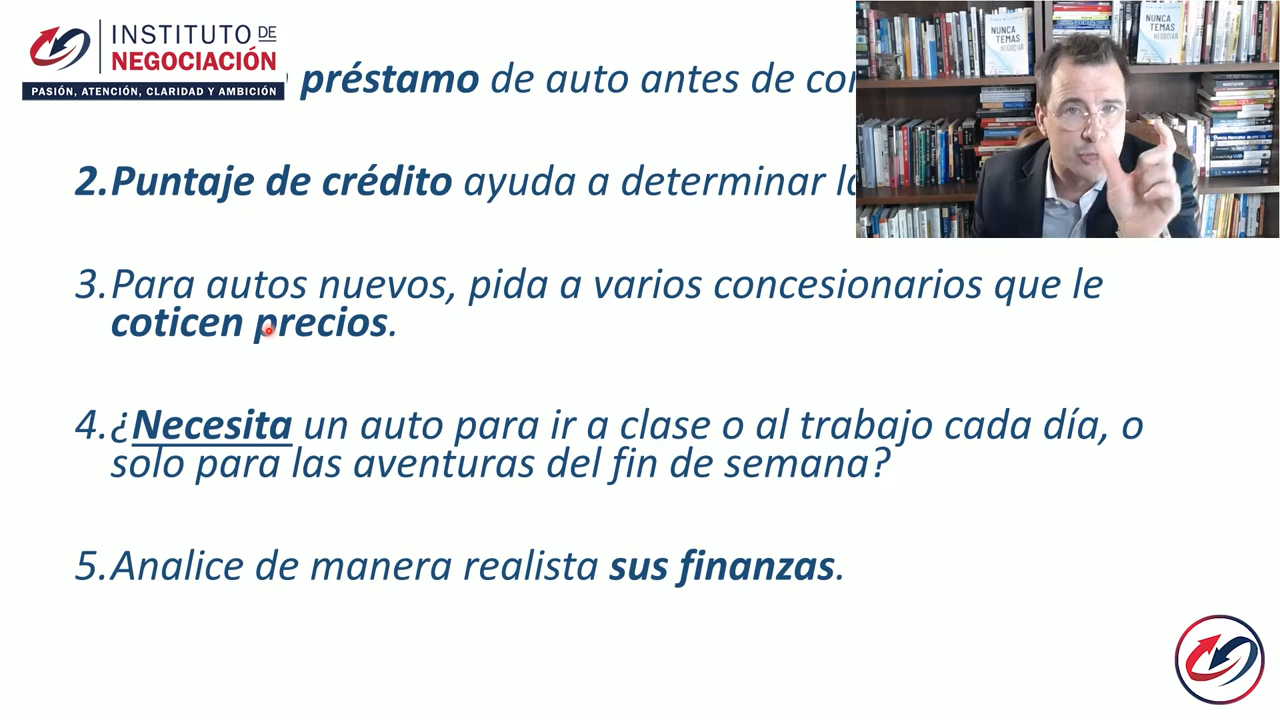 INSTITUTO DE
NEGOCIACIÓN
PASIÓN, ATENCIÓN, CLARIDAD Y AMBICIÓN
préstamo de auto antes de
2.Puntaje de crédito ayuda a determinar
3.Para autos nuevos, pida a varios concesionarios que le
coticen precios.
4.¿Necesita un auto para ir a clase o al trabajo cada día, o
solo para las aventuras del fin de semana?
5.Analice de manera realista sus finanzas.
NUNCA
TEMAS
NEGOCIAR
NUNCA
TEMAS
NEGOCIAR